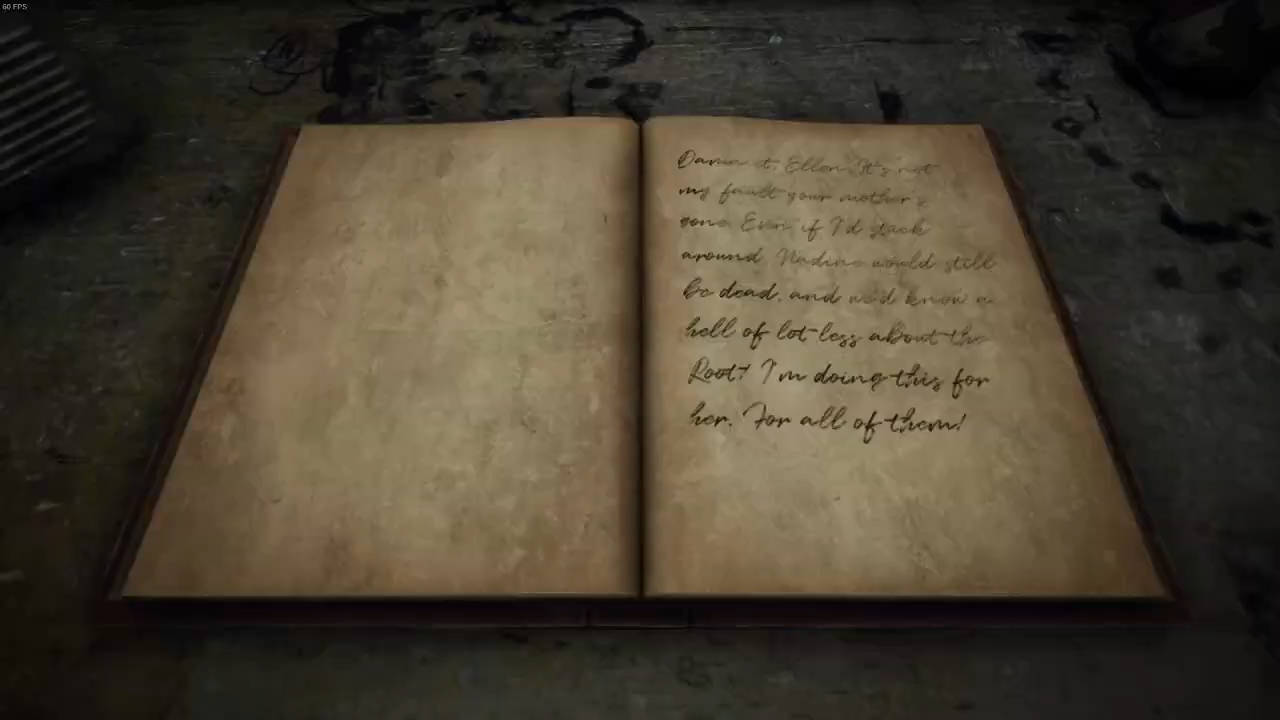 60 FPS
Damn it, Ellen. It's not
my fault your mother's
gone. Even if I'd stuck
around Nadine would still
be dead, and we'd know a
hell of lot less about the
Root! I'm doing this for
her. For all of them!